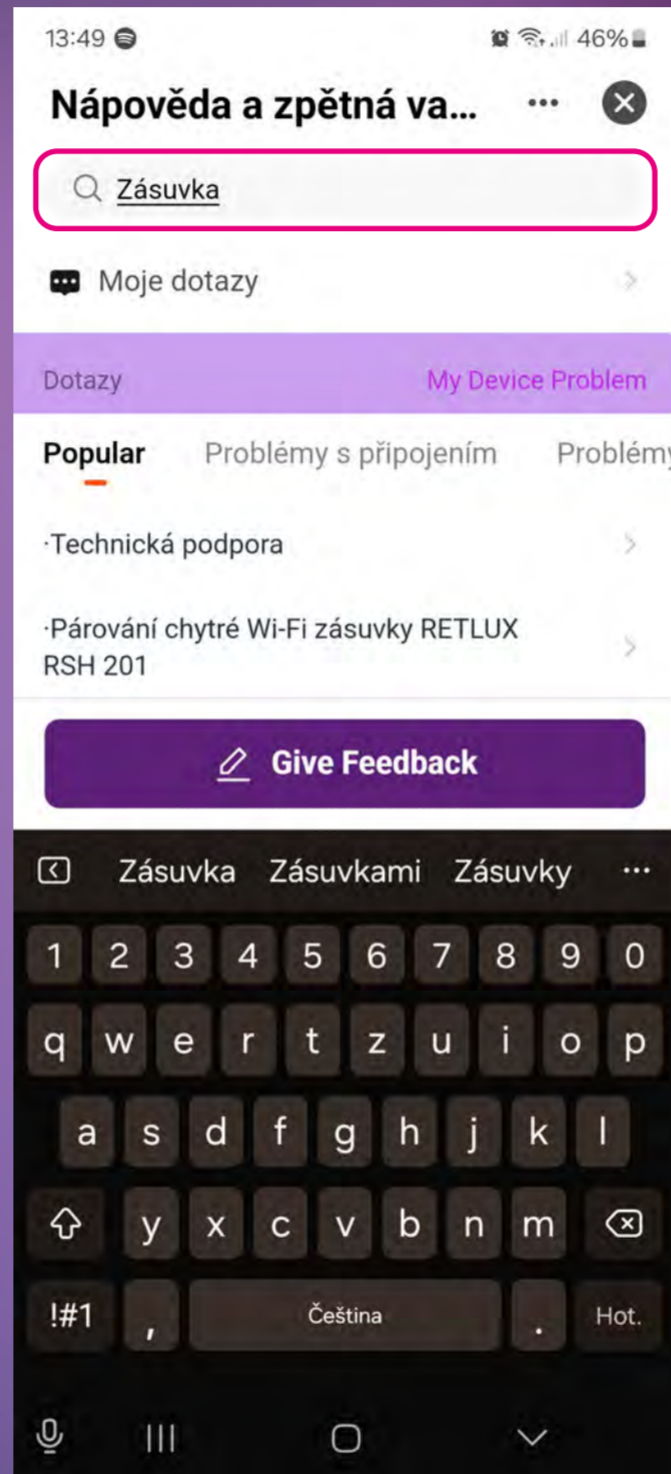 13:49 46%
Nápověda a zpětná va... •••
Zásuvka
Moje dotazy
Dotazy My Device Problem
Popular Problémy s připojením Problémy
·Technická podpora
·Párování chytré Wi-Fi zásuvky RETLUX
RSH 201
Give Feedback
Zásuvka Zásuvkami Zásuvky •••
1 2 3 4 5 6 7 8 9 0
q w e r t z u i o p
a s d f g h j k l
y x c v b n m
!#1 , Čeština . Hot.